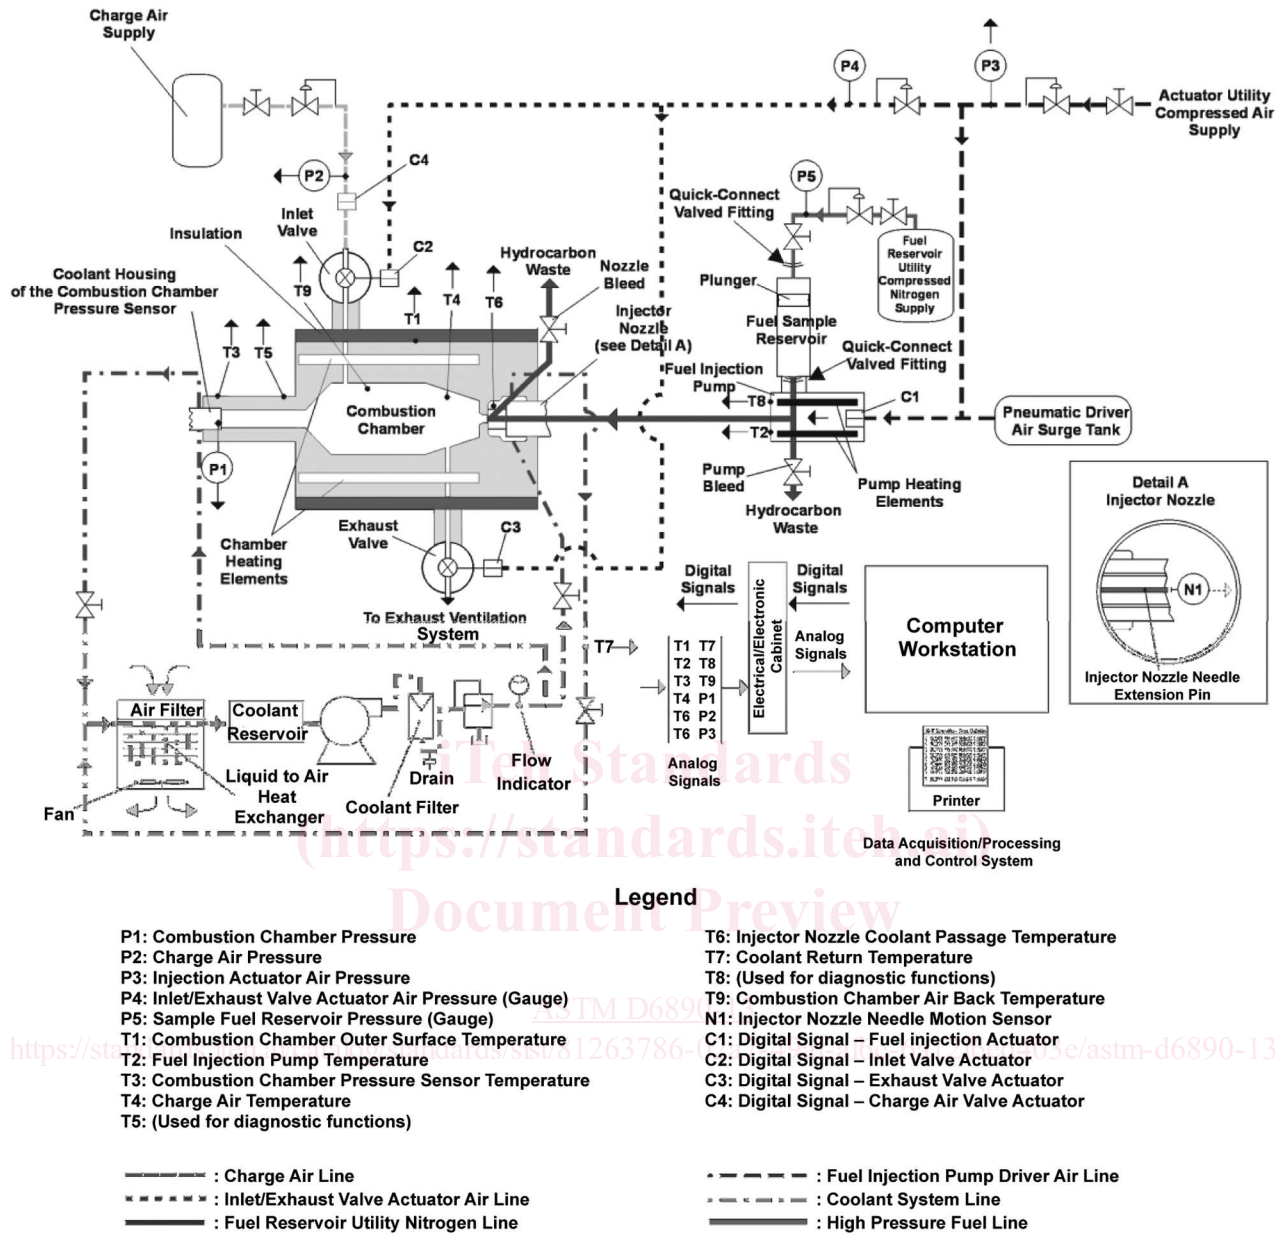 Charge Air
Supply
P4
P3
Actuator Utility
Compressed Air
Supply
P2
C4
P5
Quick-Connect
Valved Fitting
Inlet
Valve
Insulation
C2
Hydrocarbon
Waste
Nozzle
Bleed
Fuel
Reservoir
Utility
Compressed
Nitrogen
Supply
Coolant Housing
of the Combustion Chamber
Pressure Sensor
T9
T1
T4
T6
Plunger
Injector
Nozzle
(see Detail A)
Fuel Sample
Reservoir
T3
T5
Quick-Connect
Valved Fitting
Fuel Injection
Pump
T8
C1
Combustion
Chamber
Pneumatic Driver
Air Surge Tank
T2
P1
Pump
Bleed
Pump Heating
Elements
Hydrocarbon
Waste
Detail A
Injector Nozzle
Exhaust
Valve
C3
Chamber
Heating
Elements
Digital
Signals
Electrical/Electronic
Cabinet
Digital
Signals
N1
To Exhaust Ventilation
System
Computer
Workstation
Analog
Signals
T7
T1 T7
T2 T8
T3 T9
T4 P1
T6 P2
T6 P3
Injector Nozzle Needle
Extension Pin
Air Filter
Coolant
Reservoir
Analog
Signals
Drain
Flow
Indicator
Liquid to Air
Heat
Exchanger
Coolant Filter
Fan
Printer
iTeh Standards
(https://standards.iteh.ai)
Document Preview
Data Acquisition/Processing
and Control System
Legend
P1: Combustion Chamber Pressure
P2: Charge Air Pressure
P3: Injection Actuator Air Pressure
P4: Inlet/Exhaust Valve Actuator Air Pressure (Gauge)
P5: Sample Fuel Reservoir Pressure (Gauge)
T1: Combustion Chamber Outer Surface Temperature
T2: Fuel Injection Pump Temperature
T3: Combustion Chamber Pressure Sensor Temperature
T4: Charge Air Temperature
T5: (Used for diagnostic functions)
T6: Injector Nozzle Coolant Passage Temperature
T7: Coolant Return Temperature
T8: (Used for diagnostic functions)
T9: Combustion Chamber Air Back Temperature
N1: Injector Nozzle Needle Motion Sensor
C1: Digital Signal – Fuel Injection Actuator
C2: Digital Signal – Inlet Valve Actuator
C3: Digital Signal – Exhaust Valve Actuator
C4: Digital Signal – Charge Air Valve Actuator
ASTM
: Charge Air Line
: Inlet/Exhaust Valve Actuator Air Line
: Fuel Reservoir Utility Nitrogen Line
: Fuel Injection Pump Driver Air Line
: Coolant System Line
: High Pressure Fuel Line